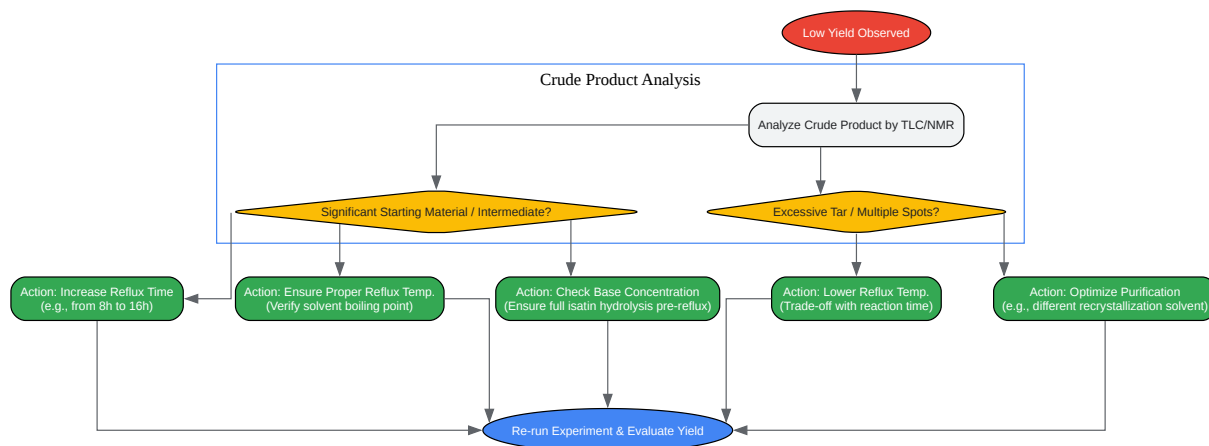 Low Yield Observed
Crude Product Analysis
Analyze Crude Product by TLC/NMR
Significant Starting Material / Intermediate?
Excessive Tar / Multiple Spots?
Action: Increase Reflux Time
(e.g., from 8h to 16h)
Action: Ensure Proper Reflux Temp.
(Verify solvent boiling point)
Action: Check Base Concentration
(Ensure full isatin hydrolysis pre-reflux)
Action: Lower Reflux Temp.
(Trade-off with reaction time)
Action: Optimize Purification
(e.g., different recrystallization solvent)
Re-run Experiment & Evaluate Yield